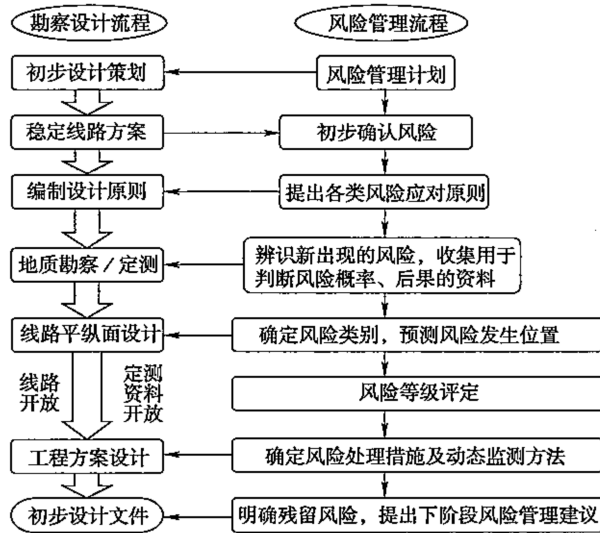 勘察设计流程
风险管理流程
初步设计策划
风险管理计划
稳定线路方案
初步确认风险
编制设计原则
提出各类风险应对原则
地质勘察/定测
辨识新出现的风险，收集用于
判断风险概率、后果的资料
线路平纵面设计
确定风险类别，预测风险发生位置
线路
开放
定测
资料
开放
风险等级评定
工程方案设计
确定风险处理措施及动态监测方法
初步设计文件
明确残留风险，提出下阶段风险管理建议